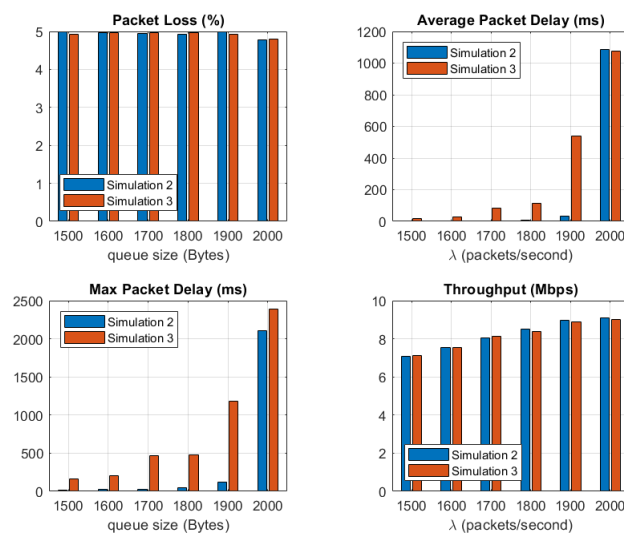 Packet Loss (%)
5
4
3
2
1
0
Simulation 2
Simulation 3
1500 1600 1700 1800 1900 2000
queue size (Bytes)
Average Packet Delay (ms)
1200
1000
800
600
400
200
0
Simulation 2
Simulation 3
1500 1600 1700 1800 1900 2000
λ (packets/second)
Max Packet Delay (ms)
2500
2000
1500
1000
500
0
Simulation 2
Simulation 3
1500 1600 1700 1800 1900 2000
queue size (Bytes)
Throughput (Mbps)
10
8
6
4
2
0
Simulation 2
Simulation 3
1500 1600 1700 1800 1900 2000
λ (packets/second)